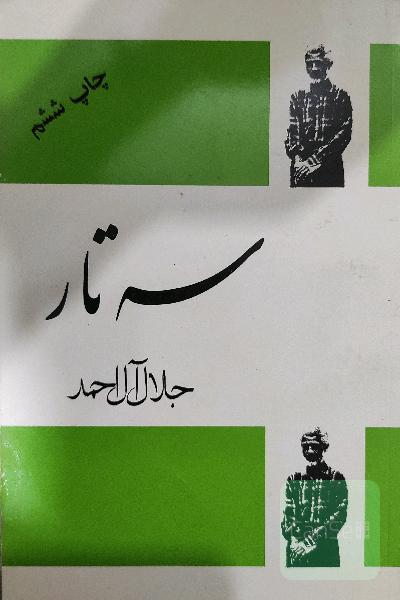 چاپ ششم
سه تار
جلال آل احمد